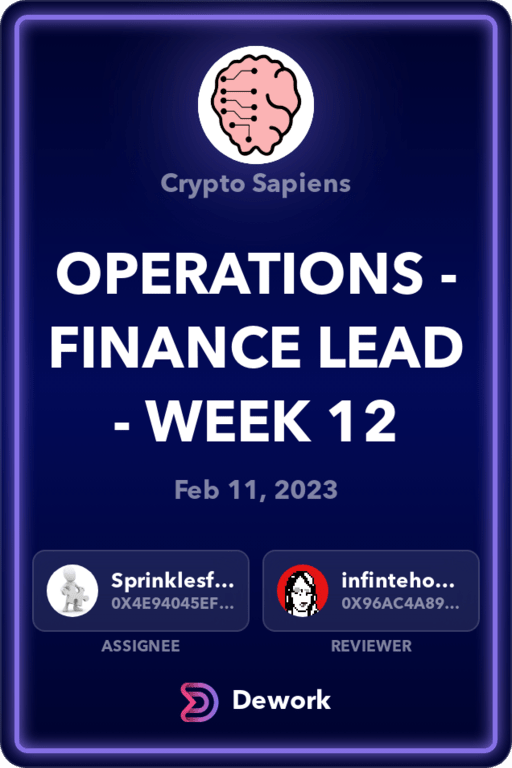 Crypto Sapiens
OPERATIONS -
FINANCE LEAD
- WEEK 12
Feb 11, 2023
Sprinklesf...
0X4E94045EF...
ASSIGNEE
infinteho...
0X96AC4A89...
REVIEWER
Dework